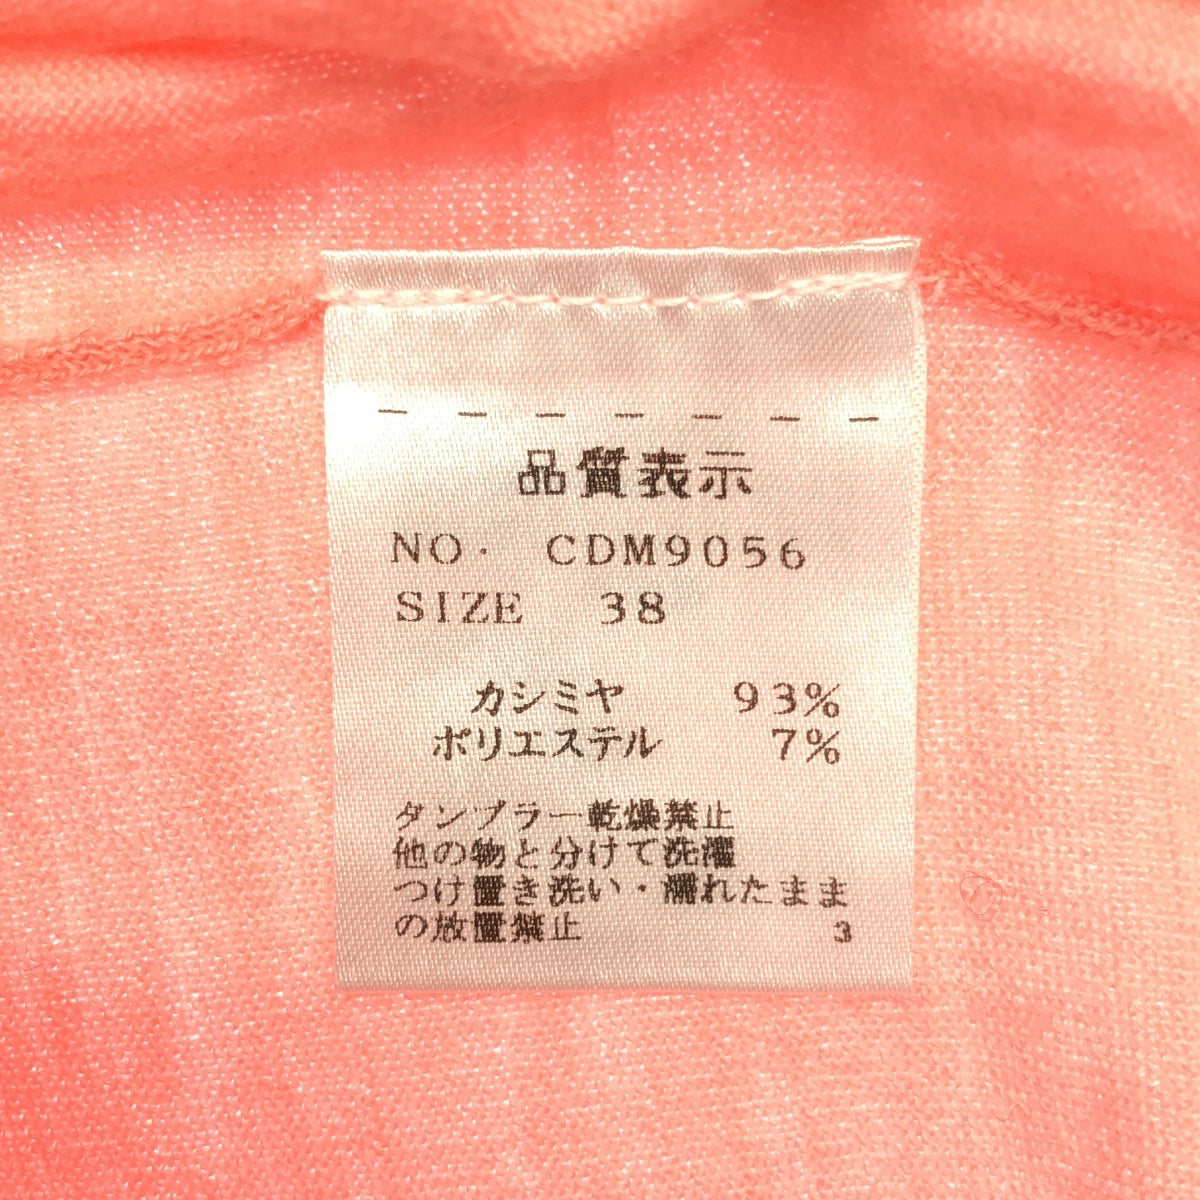 品質表示
NO. CDM9056
SIZE 38
カシミヤ 93%
ポリエステル 7%
タンブラー乾燥禁止
他の物と分けて洗濯
つけ置き洗い・濡れたまま
の放置禁止 3